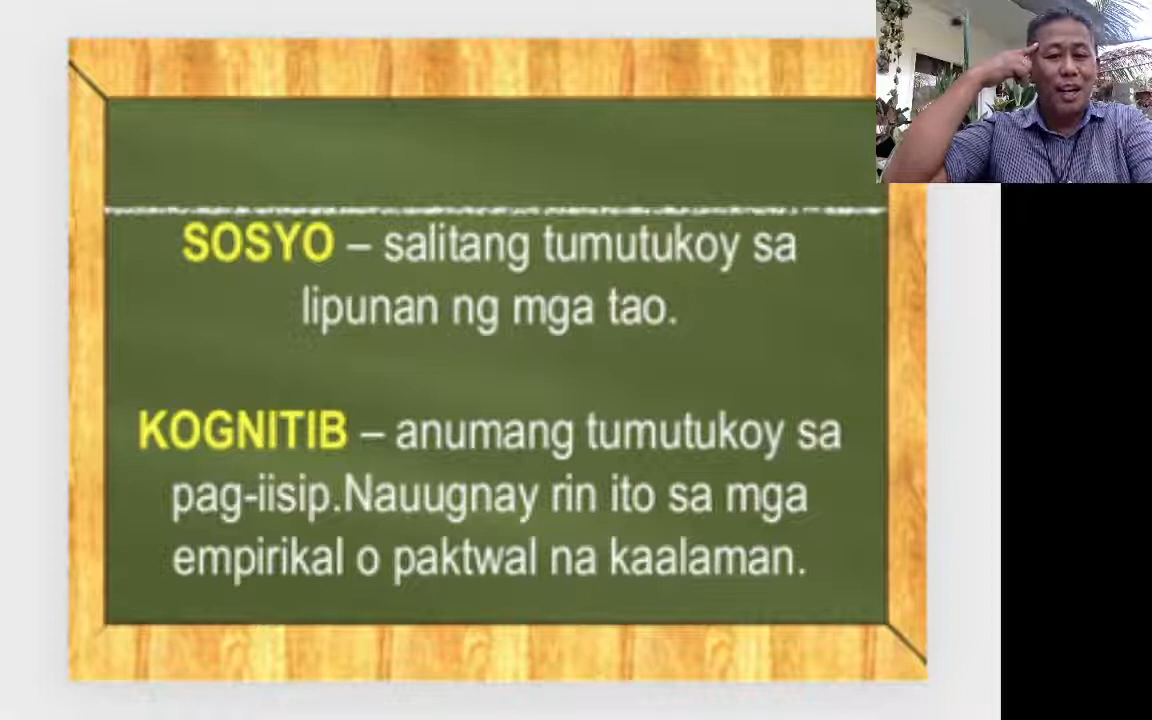 SOSYO – salitang tumutukoy sa
lipunan ng mga tao.
KOGNITIB – anumang tumutukoy sa
pag-iisip.Nauugnay rin ito sa mga
empirikal o paktwal na kaalaman.